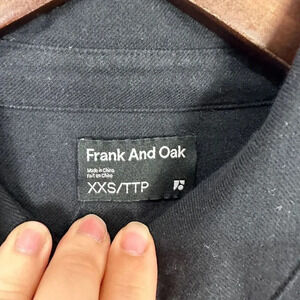 Frank And Oak
Made in China
Fait en Chine
XXS/TTP